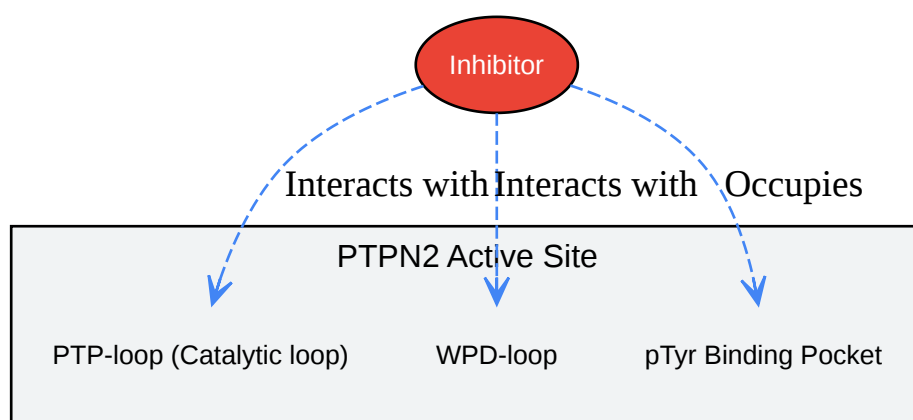 Inhibitor
Interacts with
Interacts with
Occupies
PTPN2 Active Site
PTP-loop (Catalytic loop)
WPD-loop
pTyr Binding Pocket